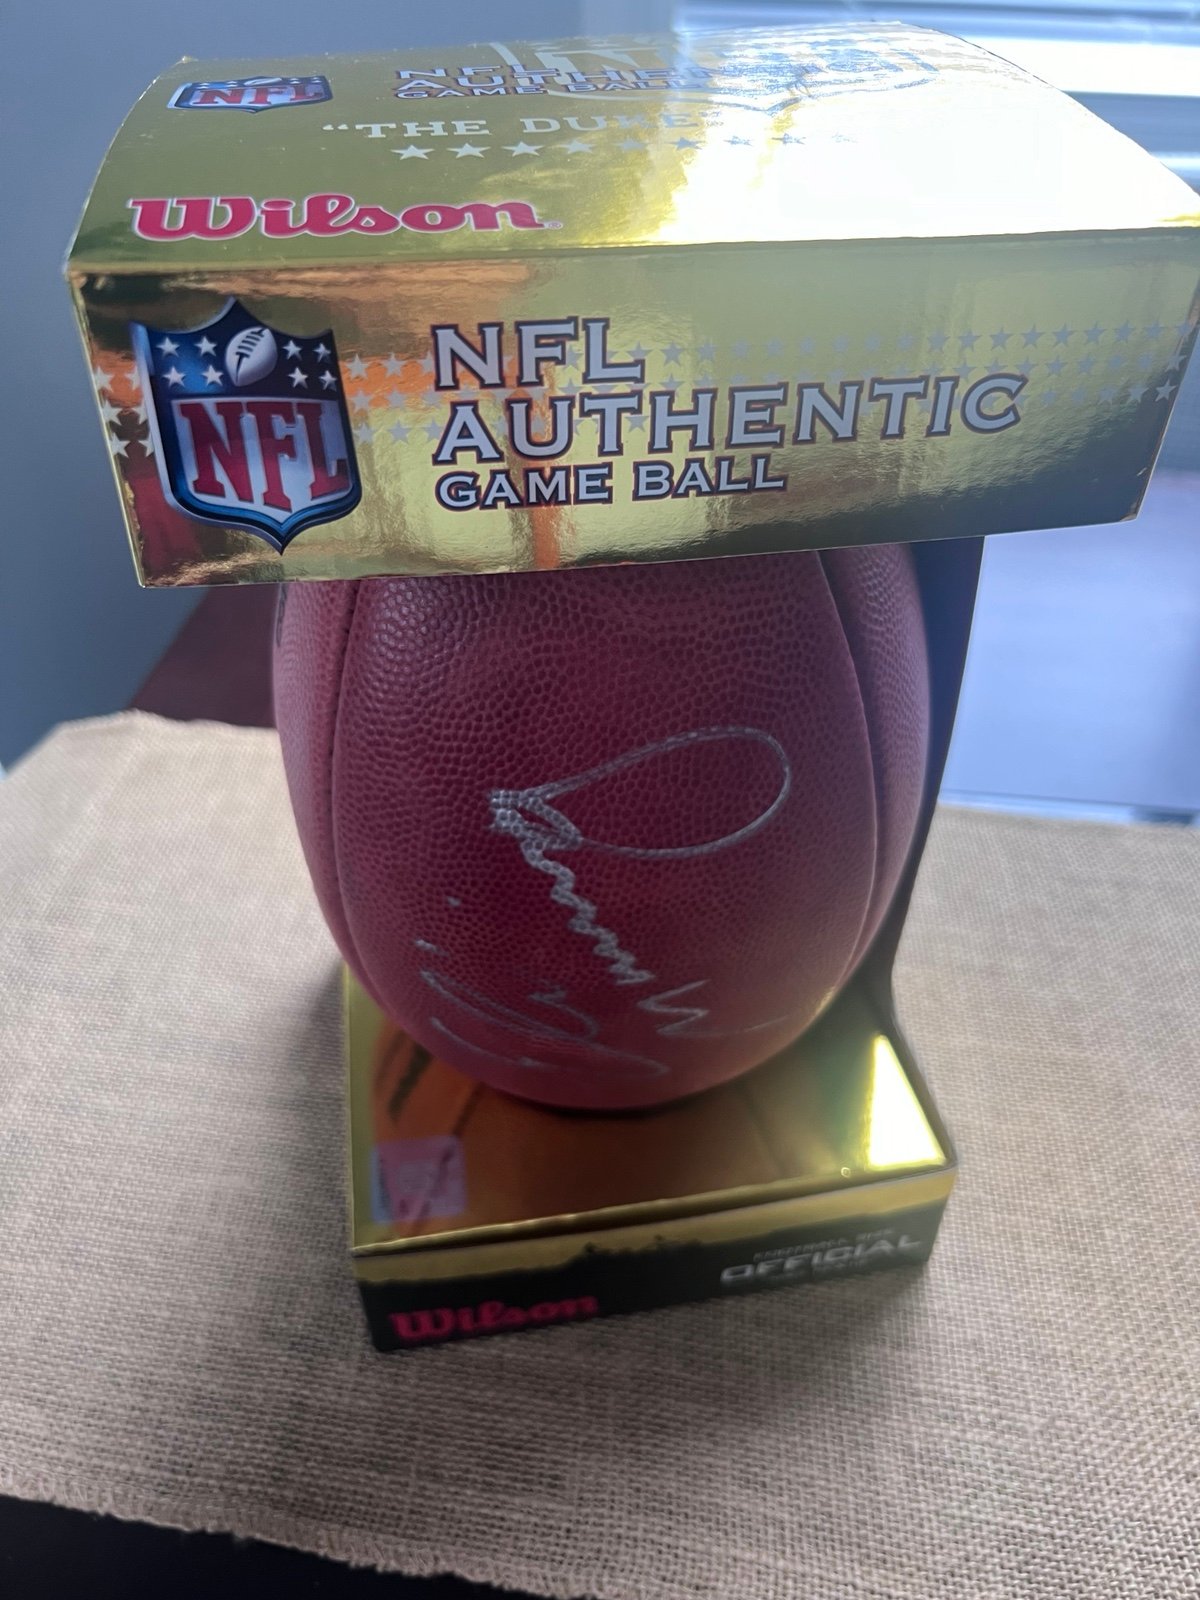 NFL
NFL
AUTHENTIC
GAME BALL
"THE DUKE"
Wilson
NFL
NFL
AUTHENTIC
GAME BALL
Wilson
OFFICIAL